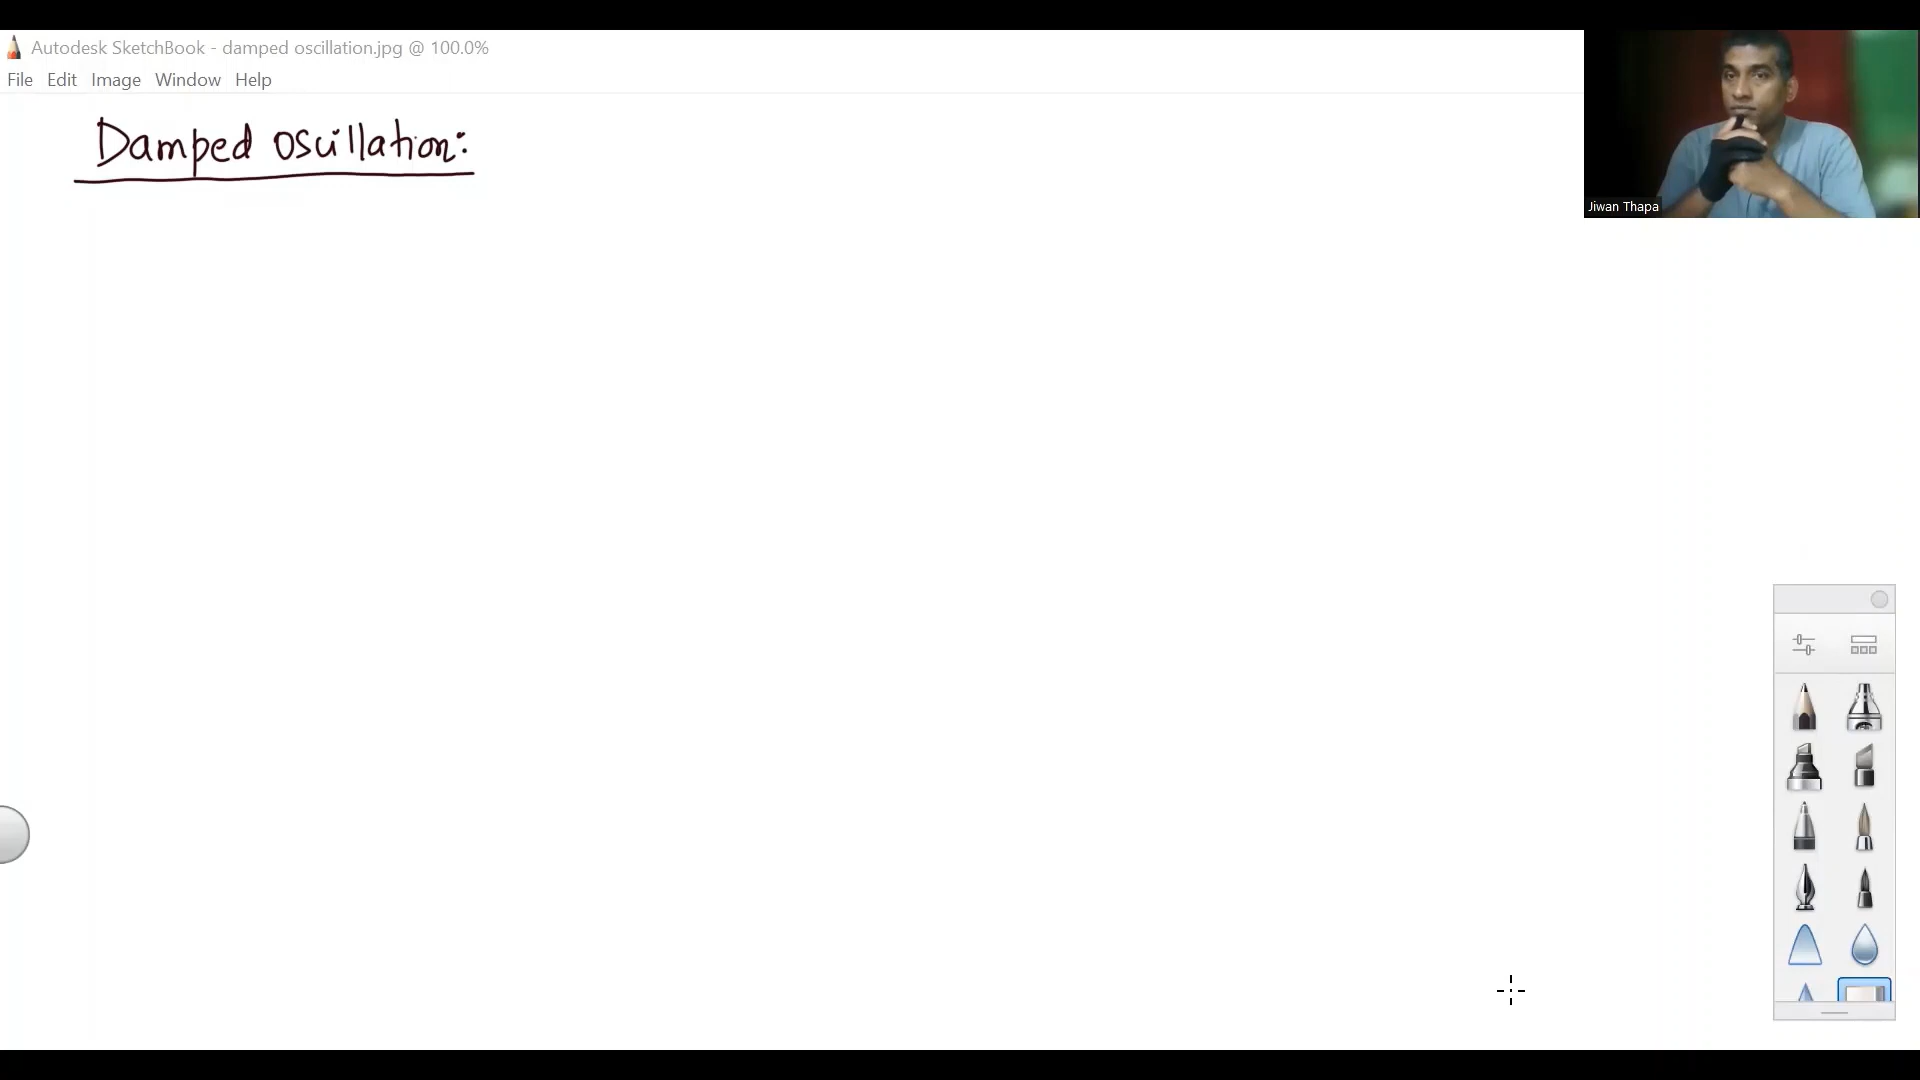 Autodesk SketchBook - damped oscillation.jpg @ 100.0%
File Edit Image Window Help
Damped oscillation:
Jiwan Thapa